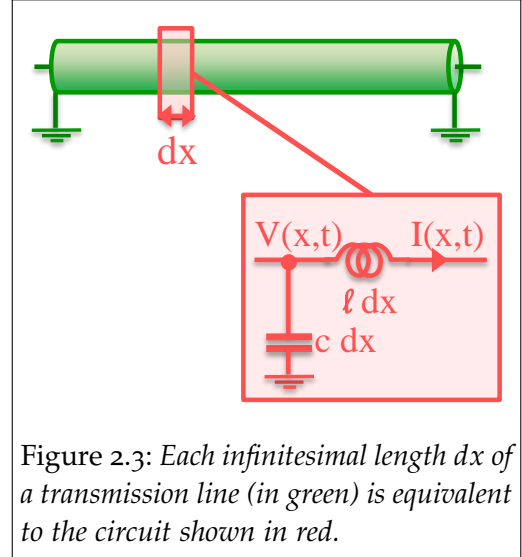 dx
V(x,t) I(x,t)
ℓ dx
c dx
Figure 2.3: Each infinitesimal length dx of
a transmission line (in green) is equivalent
to the circuit shown in red.